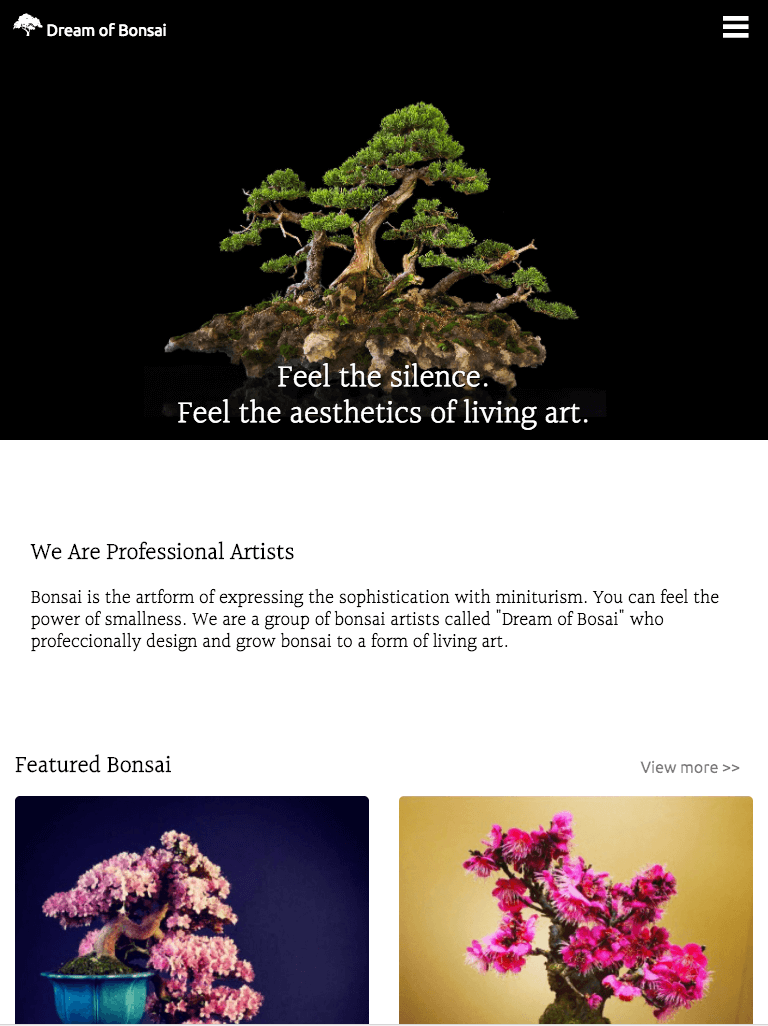 Dream of Bonsai
Feel the silence.
Feel the aesthetics of living art.
We Are Professional Artists
Bonsai is the artform of expressing the sophistication with miniturism. You can feel the
power of smallness. We are a group of bonsai artists called "Dream of Bosai" who
profeccionally design and grow bonsai to a form of living art.
Featured Bonsai
View more >>